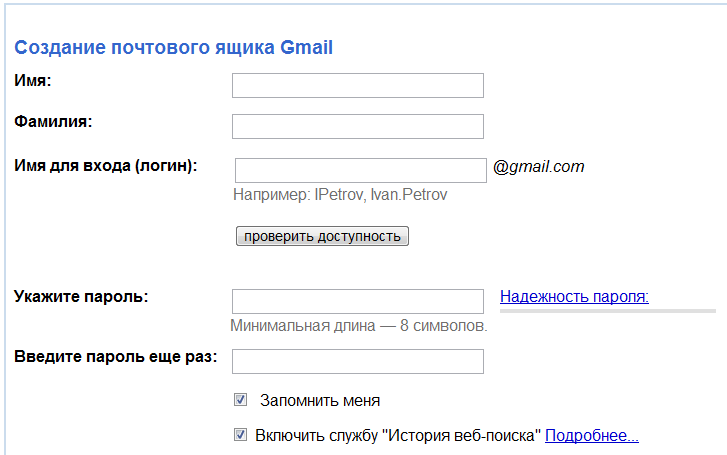 Создание почтового ящика Gmail
Имя:
Фамилия:
Имя для входа (логин): @gmail.com
Например: IPetrov, Ivan.Petrov
проверить доступность
Укажите пароль: Надежность пароля:
Минимальная длина — 8 символов.
Введите пароль еще раз:
Запомнить меня
Включить службу "История веб-поиска" Подробнее...